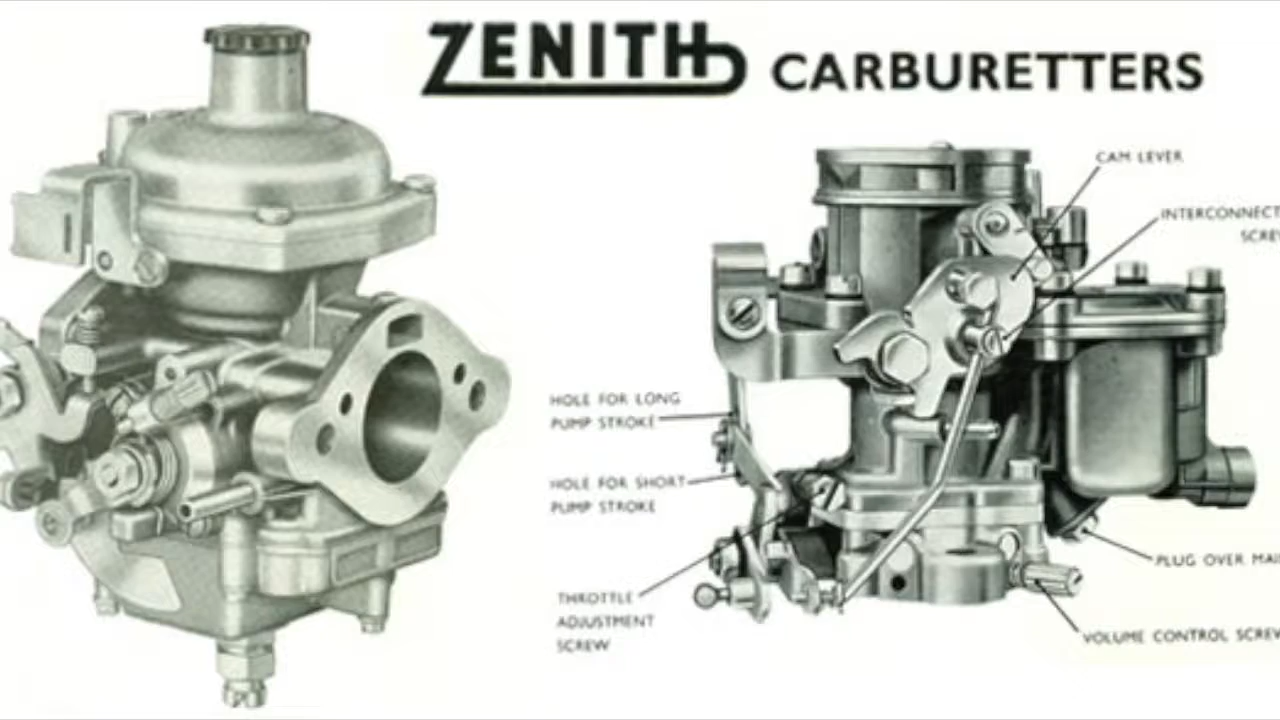 ZENITH CARBURETTERS
CAM LEVER
INTERCONNECT
SCREW
HOLE FOR LONG
PUMP STROKE
HOLE FOR SHORT
PUMP STROKE
THROTTLE
ADJUSTMENT
SCREW
PLUG OVER MAI
VOLUME CONTROL SCREW